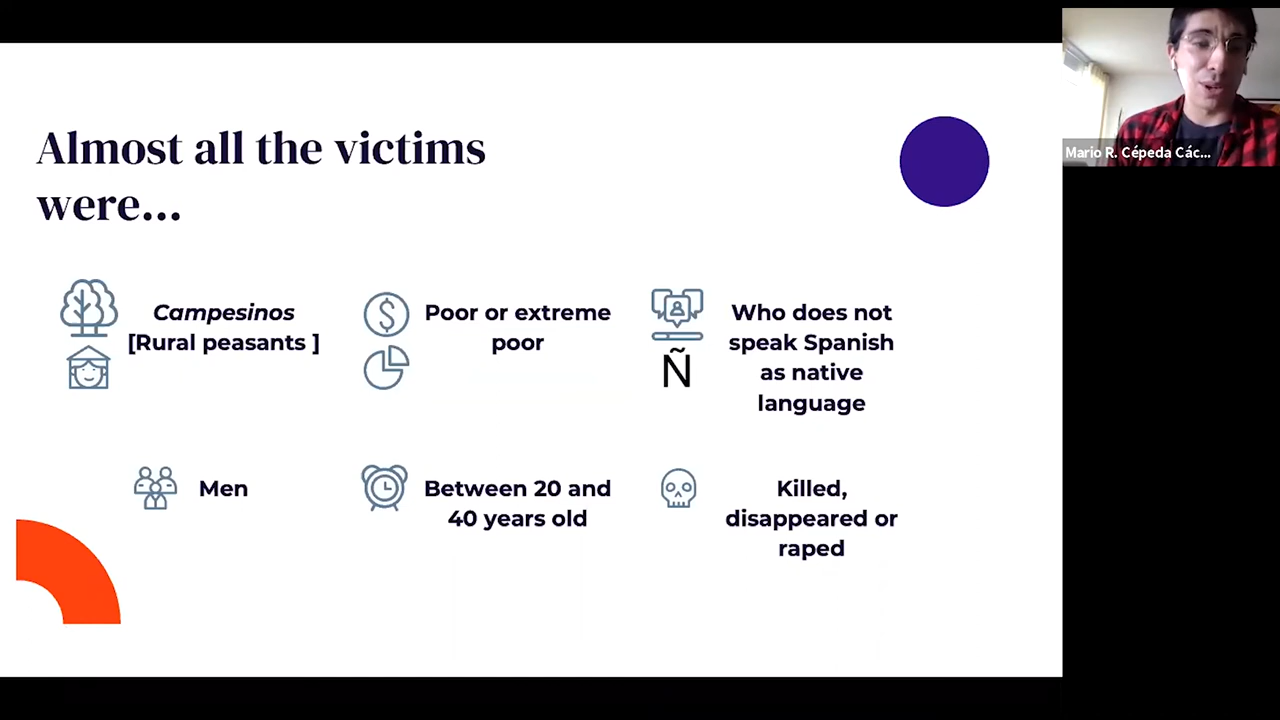 Almost all the victims
were...
Campesinos
[Rural peasants ]
Poor or extreme
poor
Who does not
speak Spanish
as native
language
Ñ
Men
Between 20 and
40 years old
Killed,
disappeared or
raped
Mario R. Cépeda Các...